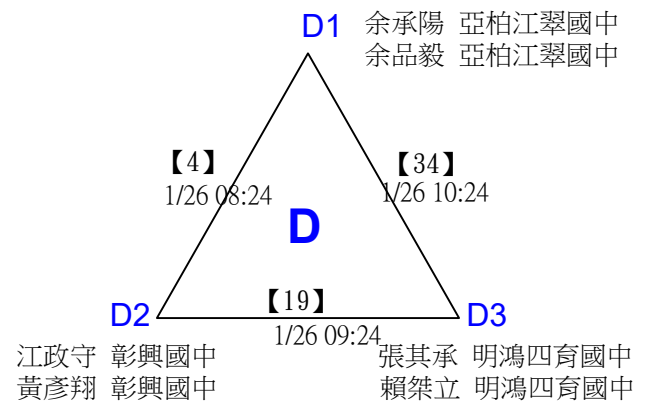 D1 余承陽 亞柏江翠國中
余品毅 亞柏江翠國中
【4】 【34】
1/26 08:24 1/26 10:24
D
D2 【19】 D3
1/26 09:24
江政守 彰興國中 張其承 明鴻四育國中
黃彥翔 彰興國中 賴桀立 明鴻四育國中